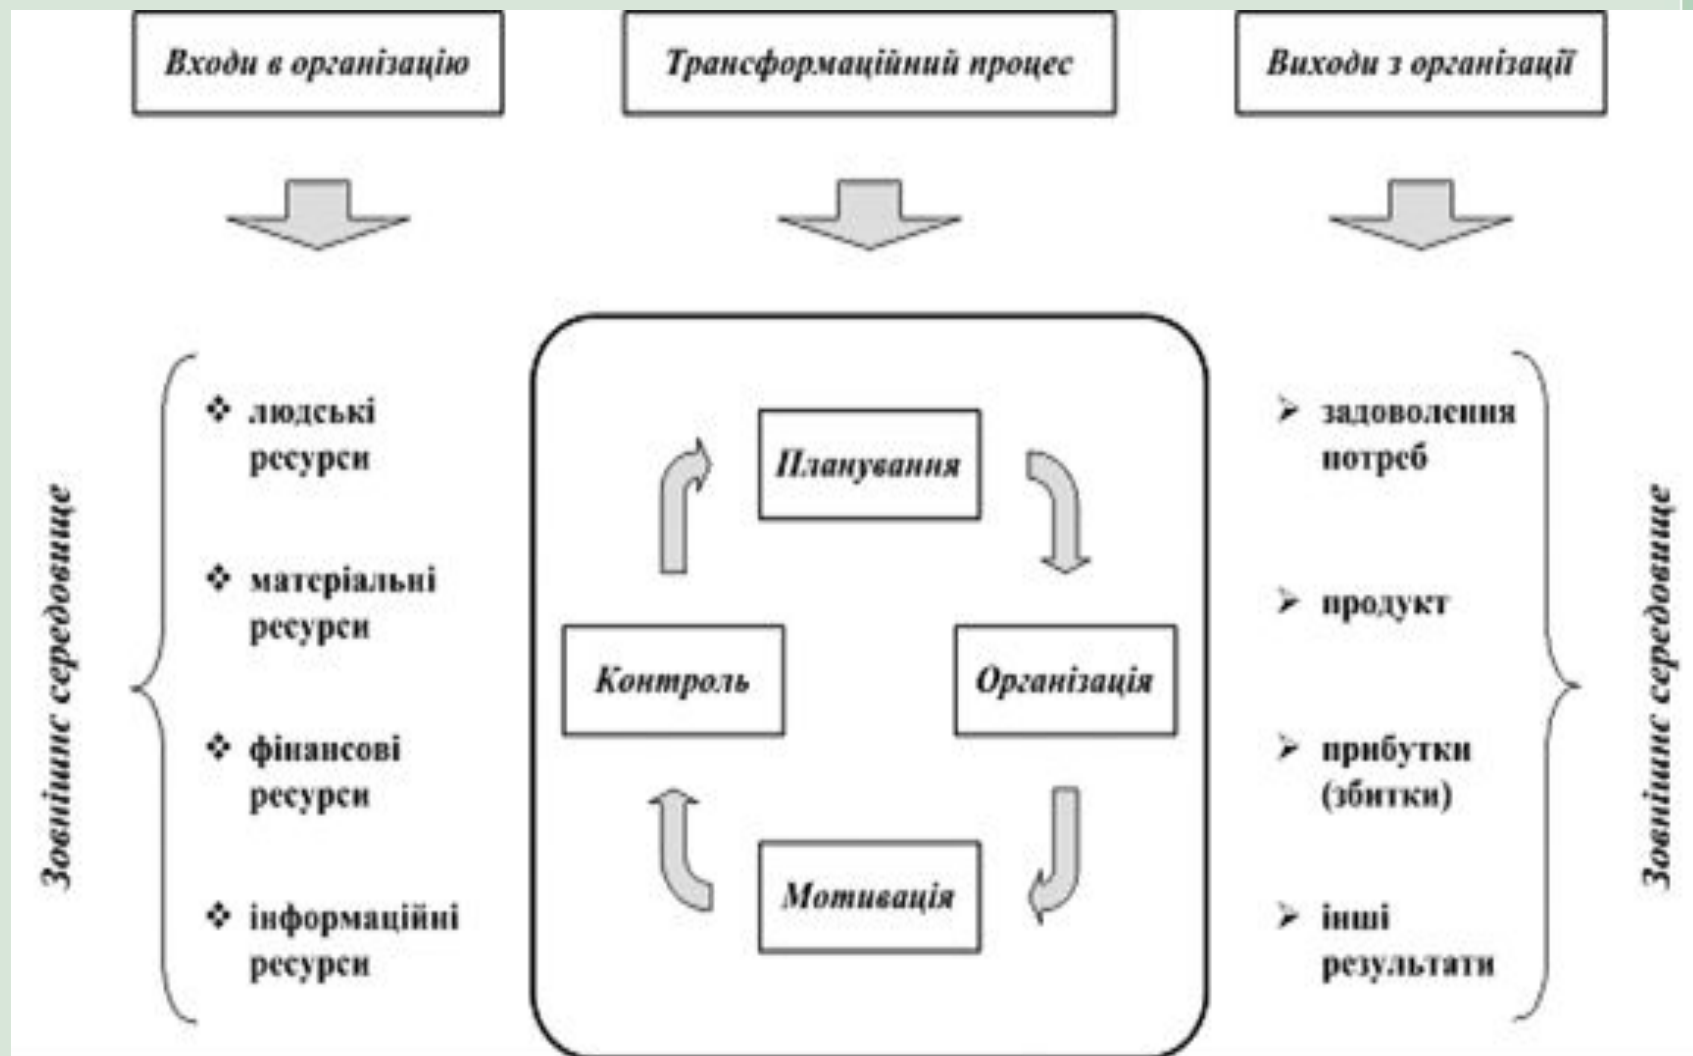 Входи в організацію
Трансформаційний процес
Виходи з організації
Зовнішнє середовище
людські
ресурси
матеріальні
ресурси
фінансові
ресурси
інформаційні
ресурси
Планування
Контроль
Організація
Мотивація
задоволення
потреб
продукт
прибутки
(збитки)
інші
результати
Зовнішнє середовище